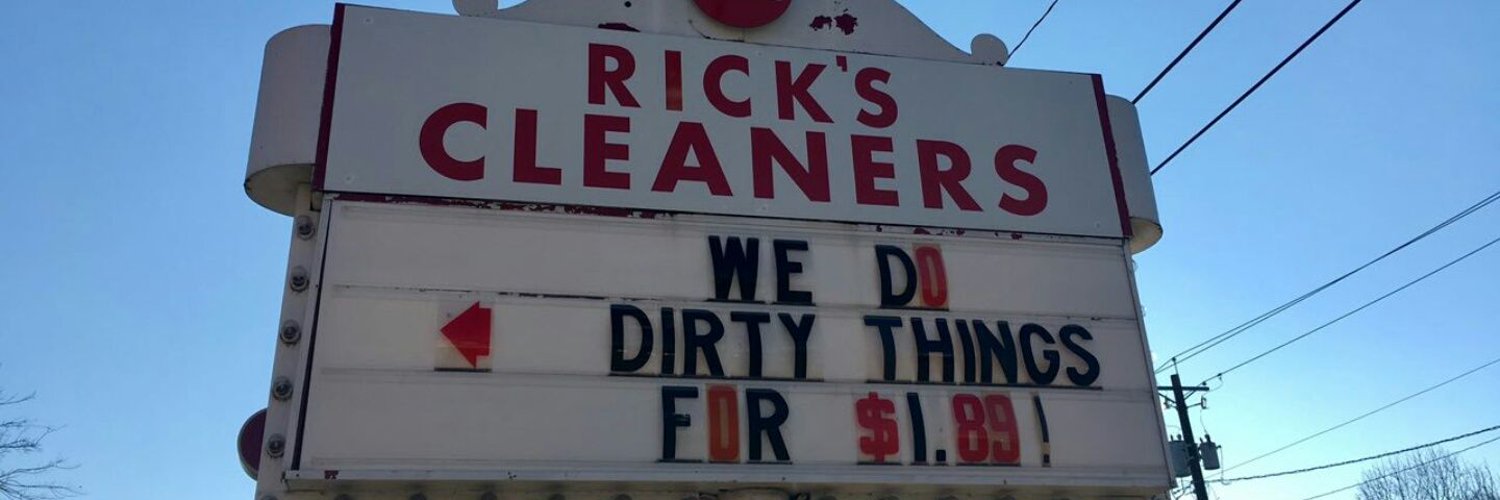 RICK'S
CLEANERS
WE DO
DIRTY THINGS
FOR $1.89!